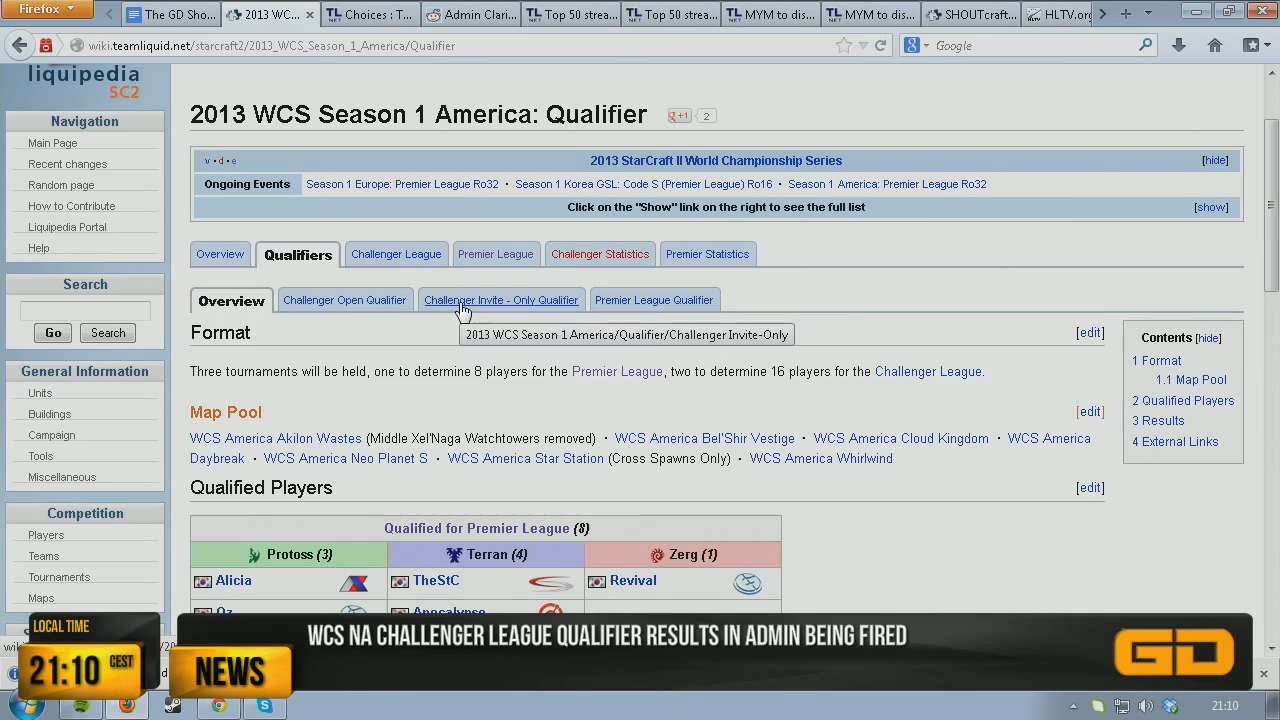 Firefox
The GD Sho...
2013 WCS ...
Choices : T...
Admin Clari...
Top 50 strea...
Top 50 strea...
MYM to dis...
MYM to dis...
SHOUTcraft...
HLTV.org
wiki.teamliquid.net/starcraft2/2013_WCS_Season_1_America/Qualifier
Google
liquipedia
SC2
Navigation
Main Page
Recent changes
Random page
How to Contribute
Liquipedia Portal
Help
Search
Go
Search
General Information
Units
Buildings
Campaign
Tools
Miscellaneous
Competition
Players
Teams
Tournaments
Maps
2013 WCS Season 1 America: Qualifier
+1 2
v · d · e
2013 StarCraft II World Championship Series
[hide]
Ongoing Events
Season 1 Europe: Premier League Ro32 · Season 1 Korea GSL: Code S (Premier League) Ro16 · Season 1 America: Premier League Ro32
Click on the "Show" link on the right to see the full list
[show]
Overview
Qualifiers
Challenger League
Premier League
Challenger Statistics
Premier Statistics
Overview
Challenger Open Qualifier
Challenger Invite - Only Qualifier
Premier League Qualifier
2013 WCS Season 1 America/Qualifier/Challenger Invite-Only
Format
[edit]
Three tournaments will be held, one to determine 8 players for the Premier League, two to determine 16 players for the Challenger League.
Map Pool
[edit]
WCS America Akilon Wastes (Middle Xel'Naga Watchtowers removed) · WCS America Bel'Shir Vestige · WCS America Cloud Kingdom · WCS America
Daybreak · WCS America Neo Planet S · WCS America Star Station (Cross Spawns Only) · WCS America Whirlwind
Qualified Players
[edit]
Contents [hide]
1 Format
1.1 Map Pool
2 Qualified Players
3 Results
4 External Links
Qualified for Premier League (8)
Protoss (3)
Terran (4)
Zerg (1)
Alicia
TheStC
Revival
Oz
Apocalypse
LOCAL TIME
21:10 CEST
NEWS
WCS NA CHALLENGER LEAGUE QUALIFIER RESULTS IN ADMIN BEING FIRED
GD
21:10